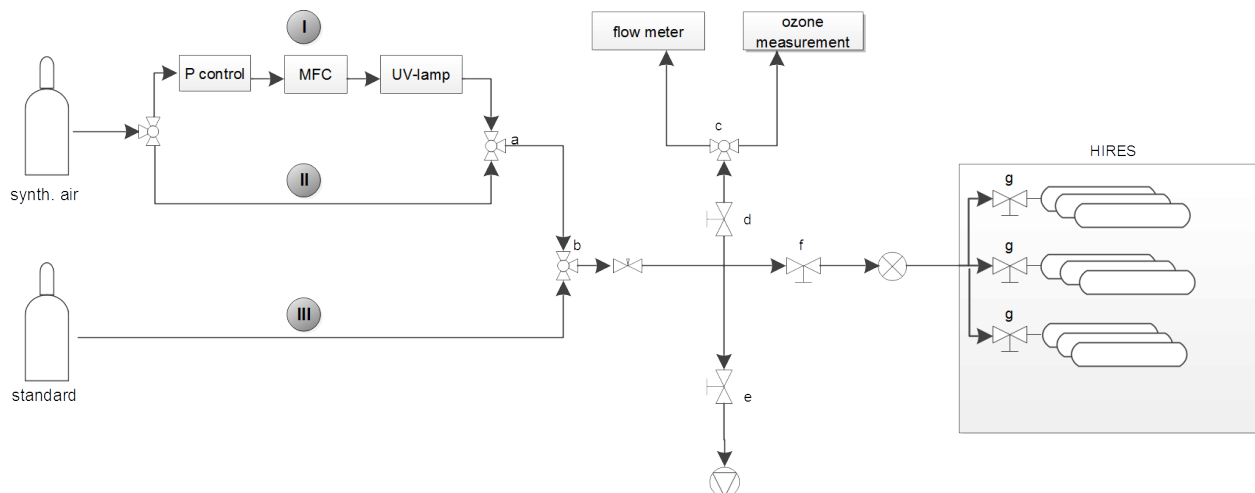 I
flow meter
ozone
measurement
P control
MFC
UV-lamp
c
a
HIRES
synth. air
II
g
d
b
f
g
III
g
standard
e